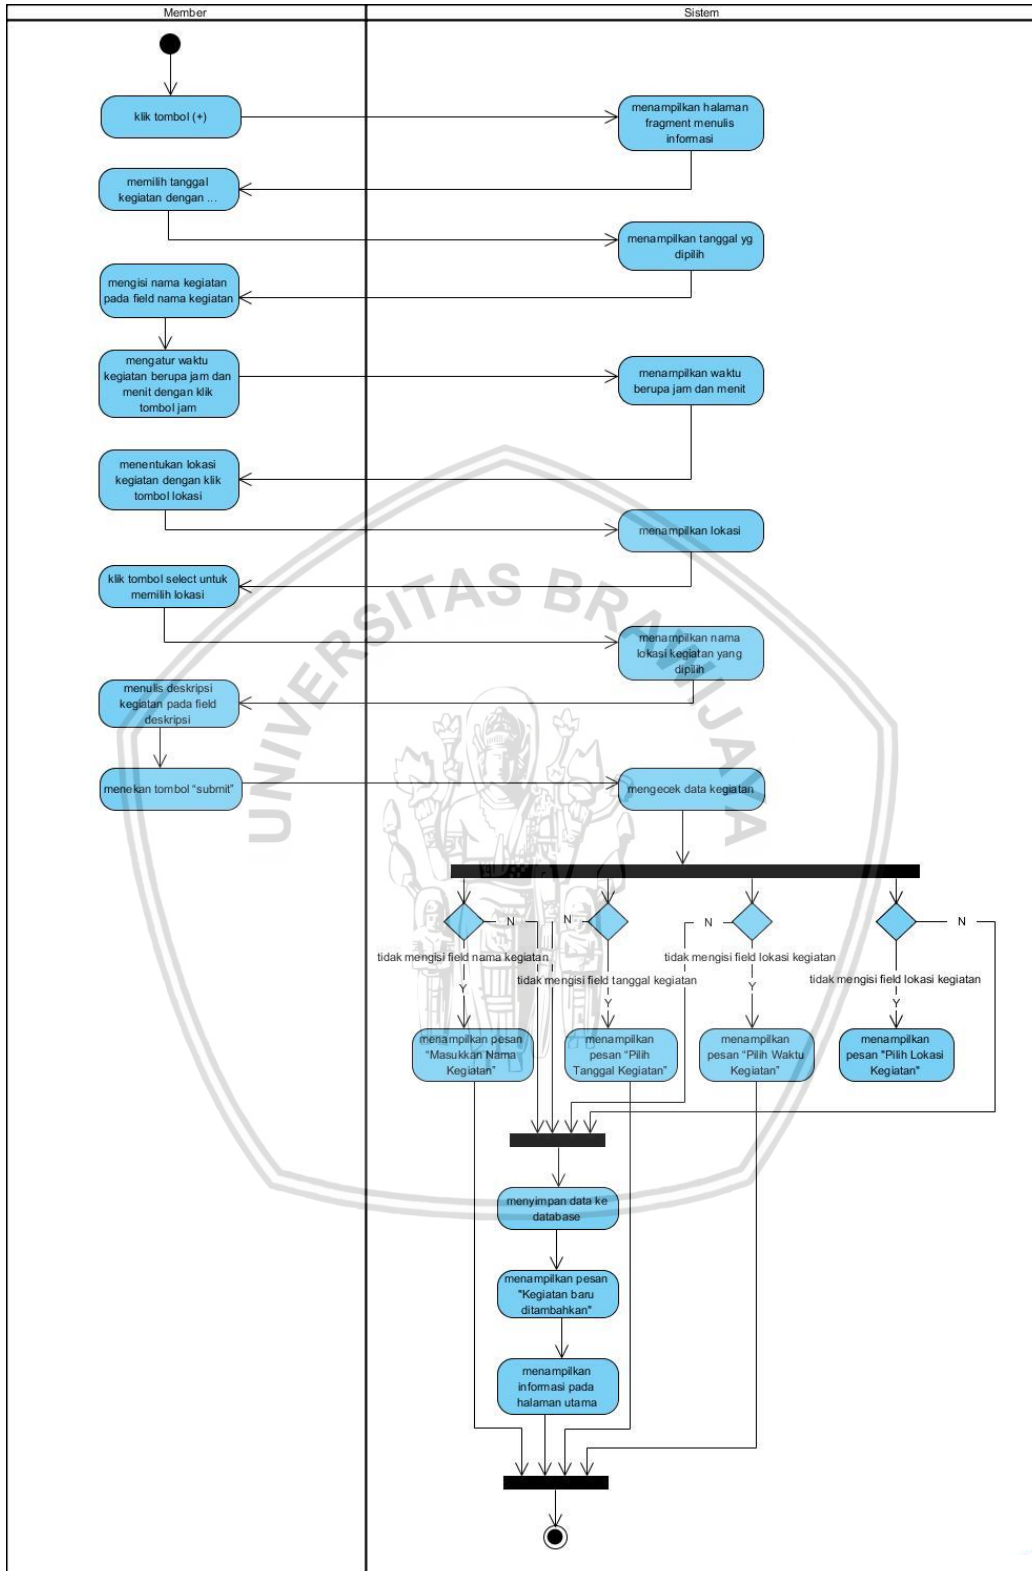 Member
Sistem
klik tombol (+)
menampilkan halaman
fragment menulis
informasi
memilih tanggal
kegiatan dengan ...
menampilkan tanggal yg
dipilih
mengisi nama kegiatan
pada field nama kegiatan
mengatur waktu
kegiatan berupa jam dan
menit dengan klik
tombol jam
menampilkan waktu
berupa jam dan menit
menentukan lokasi
kegiatan dengan klik
tombol lokasi
menampilkan lokasi
klik tombol select untuk
memilih lokasi
menampilkan nama
lokasi kegiatan yang
dipilih
menulis deskripsi
kegiatan pada field
deskripsi
menekan tombol “submit”
mengecek data kegiatan
N
N
N
N
tidak mengisi field nama kegiatan
tidak mengisi field tanggal kegiatan
tidak mengisi field lokasi kegiatan
tidak mengisi field lokasi kegiatan
Y
Y
Y
Y
menampilkan pesan
“Masukkan Nama
Kegiatan”
menampilkan
pesan “Pilih
Tanggal Kegiatan”
menampilkan
pesan “Pilih Waktu
Kegiatan”
menampilkan
pesan "Pilih Lokasi
Kegiatan"
menyimpan data ke
database
menampilkan pesan
"Kegiatan baru
ditambahkan"
menampilkan
informasi pada
halaman utama
UNIVERSITAS BRAWIJAYA